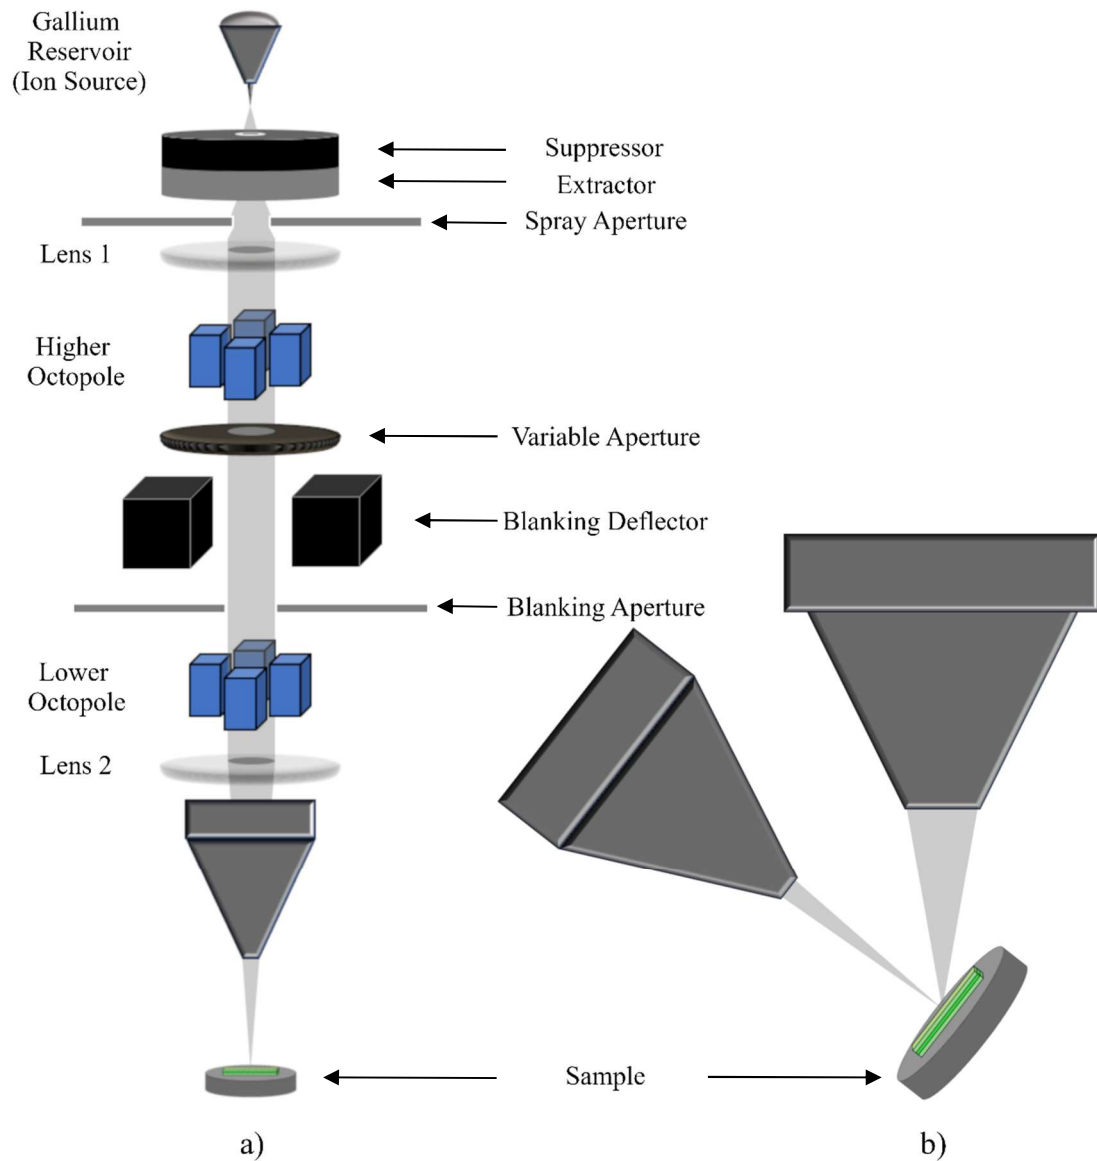 Gallium
Reservoir
(Ion Source)
Suppressor
Extractor
Spray Aperture
Lens 1
Higher
Octopole
Variable Aperture
Blanking Deflector
Blanking Aperture
Lower
Octopole
Lens 2
Sample
a)
b)